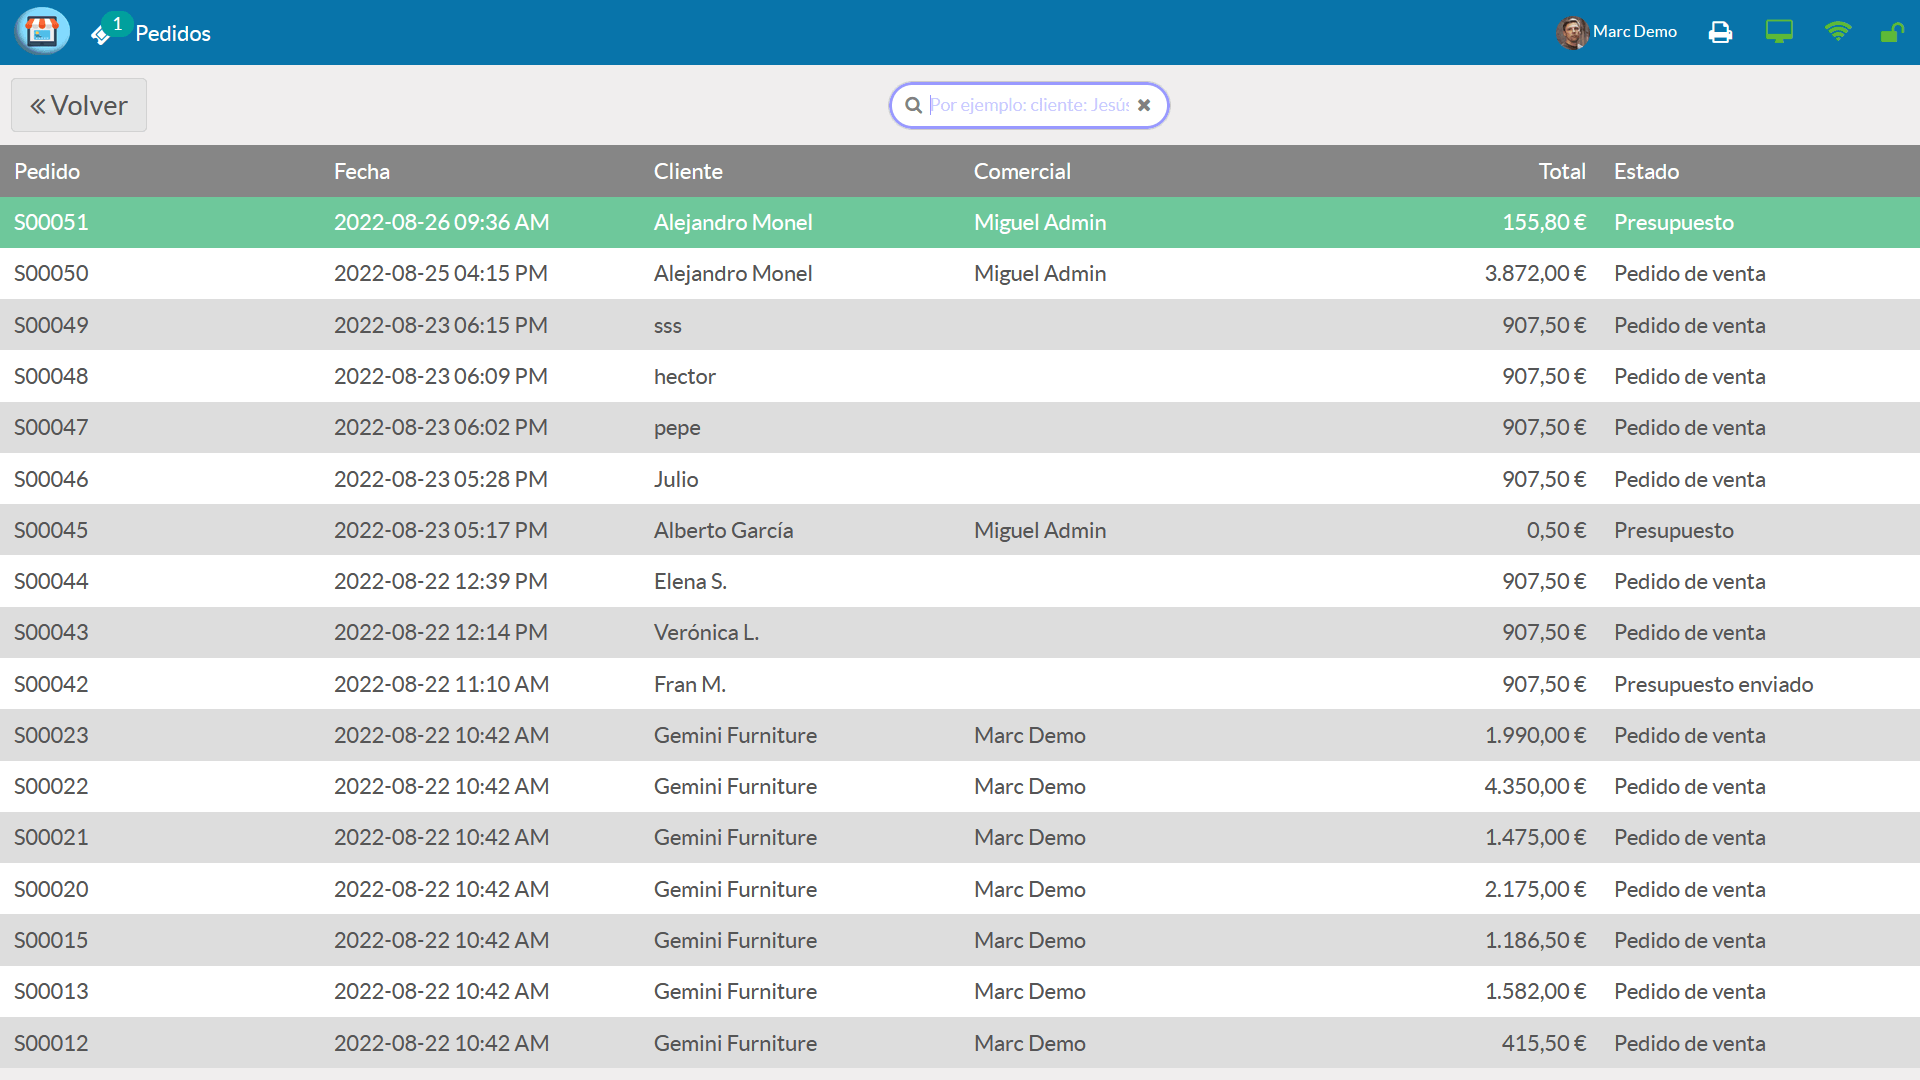 1 Pedidos Marc Demo
Volver Por ejemplo: cliente: Jesús
Pedido Fecha Cliente Comercial Total Estado
S00051 2022-08-26 09:36 AM Alejandro Monel Miguel Admin 155,80 € Presupuesto
S00050 2022-08-25 04:15 PM Alejandro Monel Miguel Admin 3.872,00 € Pedido de venta
S00049 2022-08-23 06:15 PM sss 907,50 € Pedido de venta
S00048 2022-08-23 06:09 PM hector 907,50 € Pedido de venta
S00047 2022-08-23 06:02 PM pepe 907,50 € Pedido de venta
S00046 2022-08-23 05:28 PM Julio 907,50 € Pedido de venta
S00045 2022-08-23 05:17 PM Alberto García Miguel Admin 0,50 € Presupuesto
S00044 2022-08-22 12:39 PM Elena S. 907,50 € Pedido de venta
S00043 2022-08-22 12:14 PM Verónica L. 907,50 € Pedido de venta
S00042 2022-08-22 11:10 AM Fran M. 907,50 € Presupuesto enviado
S00023 2022-08-22 10:42 AM Gemini Furniture Marc Demo 1.990,00 € Pedido de venta
S00022 2022-08-22 10:42 AM Gemini Furniture Marc Demo 4.350,00 € Pedido de venta
S00021 2022-08-22 10:42 AM Gemini Furniture Marc Demo 1.475,00 € Pedido de venta
S00020 2022-08-22 10:42 AM Gemini Furniture Marc Demo 2.175,00 € Pedido de venta
S00015 2022-08-22 10:42 AM Gemini Furniture Marc Demo 1.186,50 € Pedido de venta
S00013 2022-08-22 10:42 AM Gemini Furniture Marc Demo 1.582,00 € Pedido de venta
S00012 2022-08-22 10:42 AM Gemini Furniture Marc Demo 415,50 € Pedido de venta